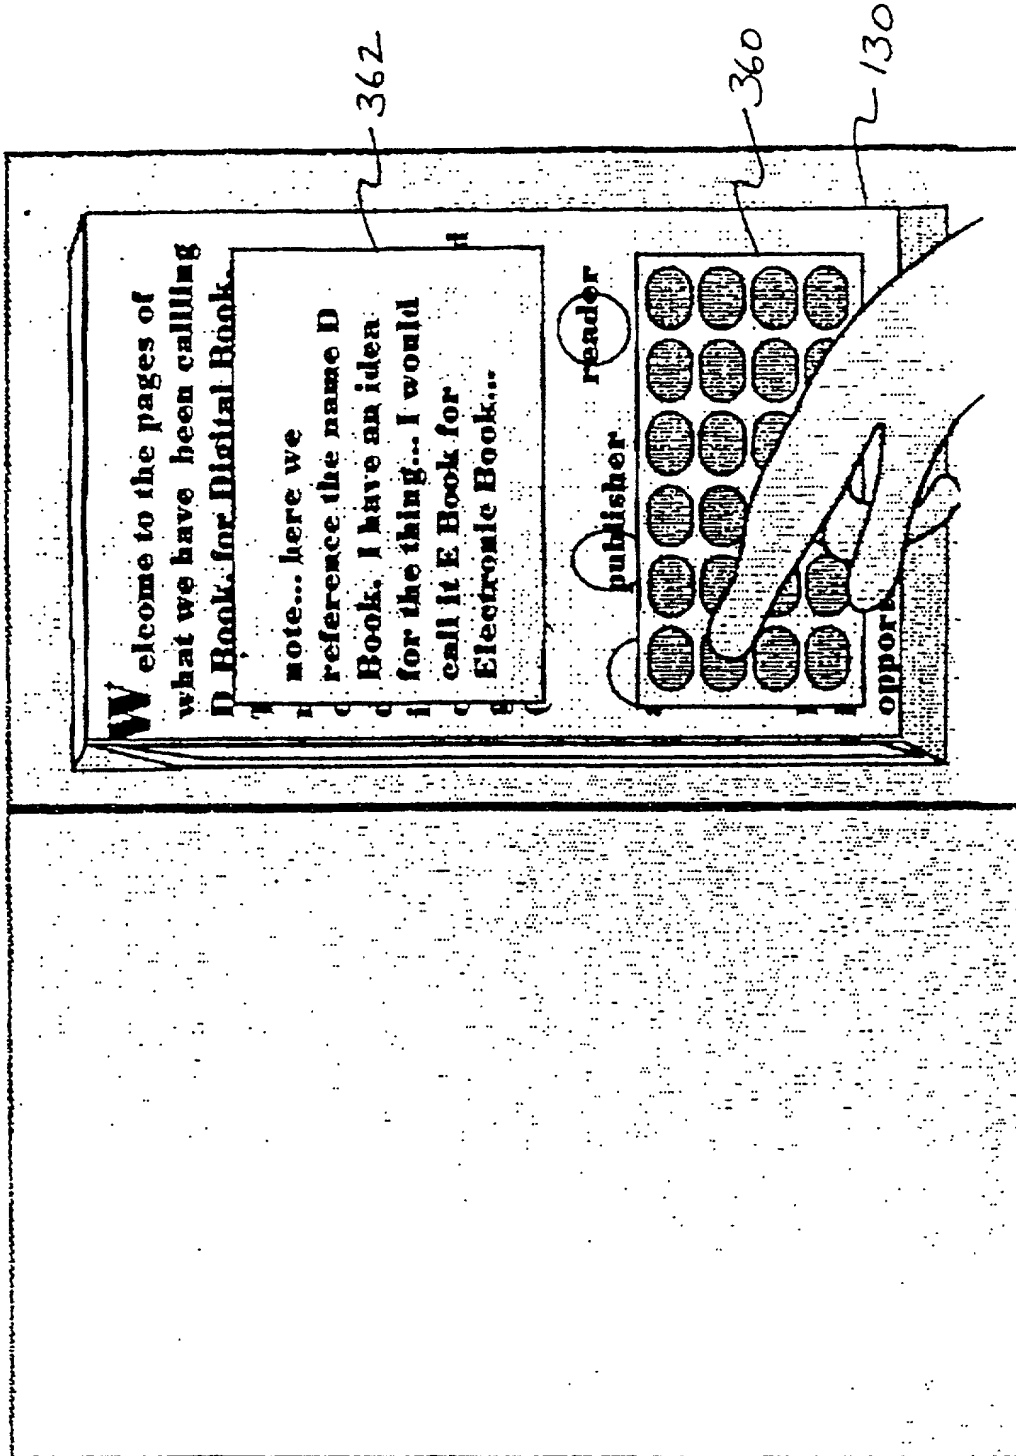 Welcome to the pages of
what we have been callling
D Book. for Digital Book.
note... here we
reference the name D
Book. I have an idea
for the thing... I would
call it E Book for
Electronic Book...
362
reader
publisher
360
oppor
130